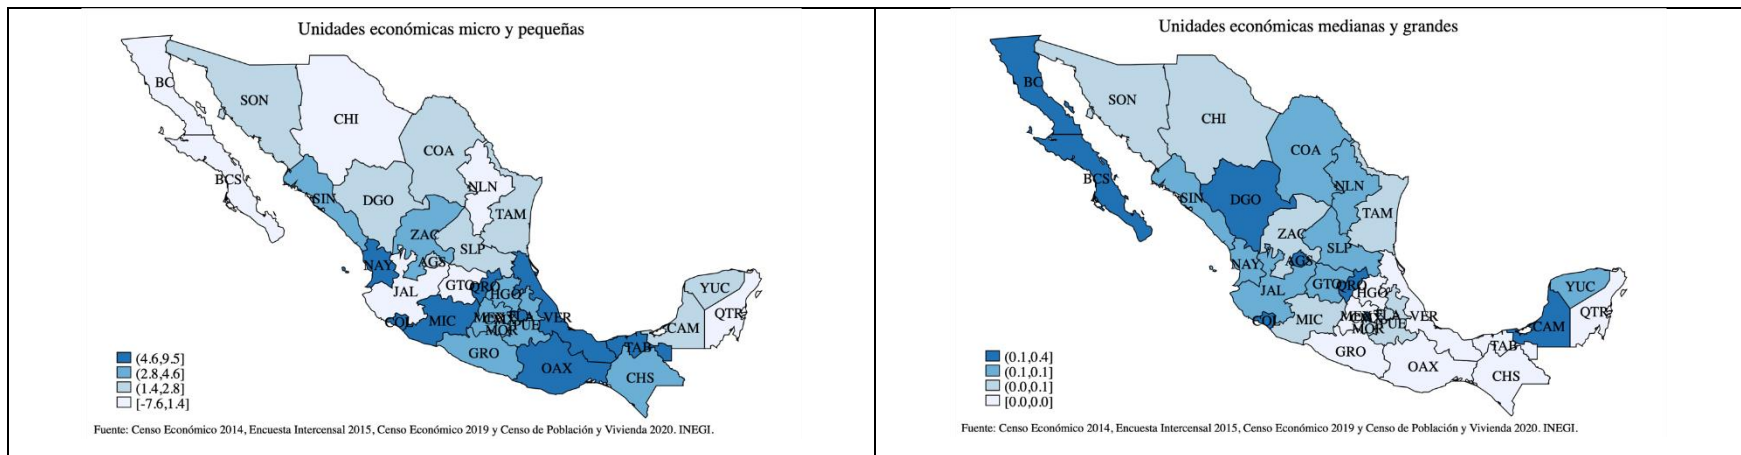 Unidades económicas micro y pequeñas
BC
SON
CHI
COA
BCS
NLN
SIN
DGO
TAM
ZAC
SLP
NAY
AGS
JAL
GTO
QRO
HGO
YUC
QTR
COL
MIC
MEX
TLA
VER
PUE
MOR
CAM
TAB
GRO
OAX
CHS
(4.6,9.5]
(2.8,4.6]
(1.4,2.8]
[-7.6,1.4]
Fuente: Censo Económico 2014, Encuesta Intercensal 2015, Censo Económico 2019 y Censo de Población y Vivienda 2020. INEGI.
Unidades económicas medianas y grandes
BC
SON
CHI
COA
BCS
NLN
SIN
DGO
TAM
ZAC
SLP
NAY
AGS
JAL
GTO
QRO
HGO
YUC
QTR
COL
MIC
MEX
TLA
VER
PUE
MOR
CAM
TAB
GRO
OAX
CHS
(0.1,0.4]
(0.1,0.1]
(0.0,0.1]
[0.0,0.0]
Fuente: Censo Económico 2014, Encuesta Intercensal 2015, Censo Económico 2019 y Censo de Población y Vivienda 2020. INEGI.